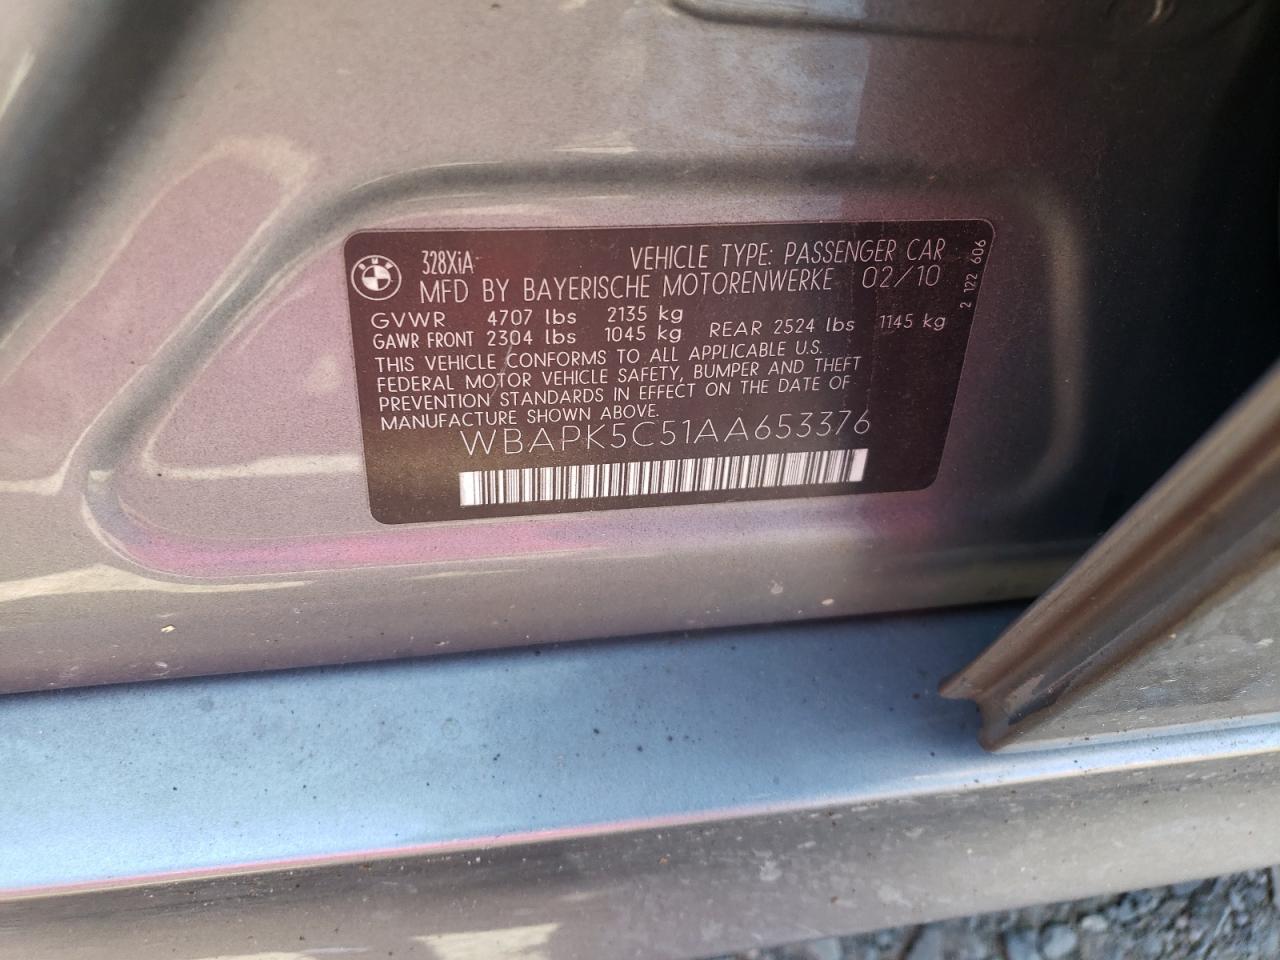 BMW
328XiA VEHICLE TYPE: PASSENGER CAR
MFD BY BAYERISCHE MOTORENWERKE 02/10
GVWR 4707 lbs 2135 kg
GAWR FRONT 2304 lbs 1045 kg REAR 2524 lbs 1145 kg
THIS VEHICLE CONFORMS TO ALL APPLICABLE U.S.
FEDERAL MOTOR VEHICLE SAFETY, BUMPER AND THEFT
PREVENTION STANDARDS IN EFFECT ON THE DATE OF
MANUFACTURE SHOWN ABOVE.
WBAPK5C51AA653376
2 122 606